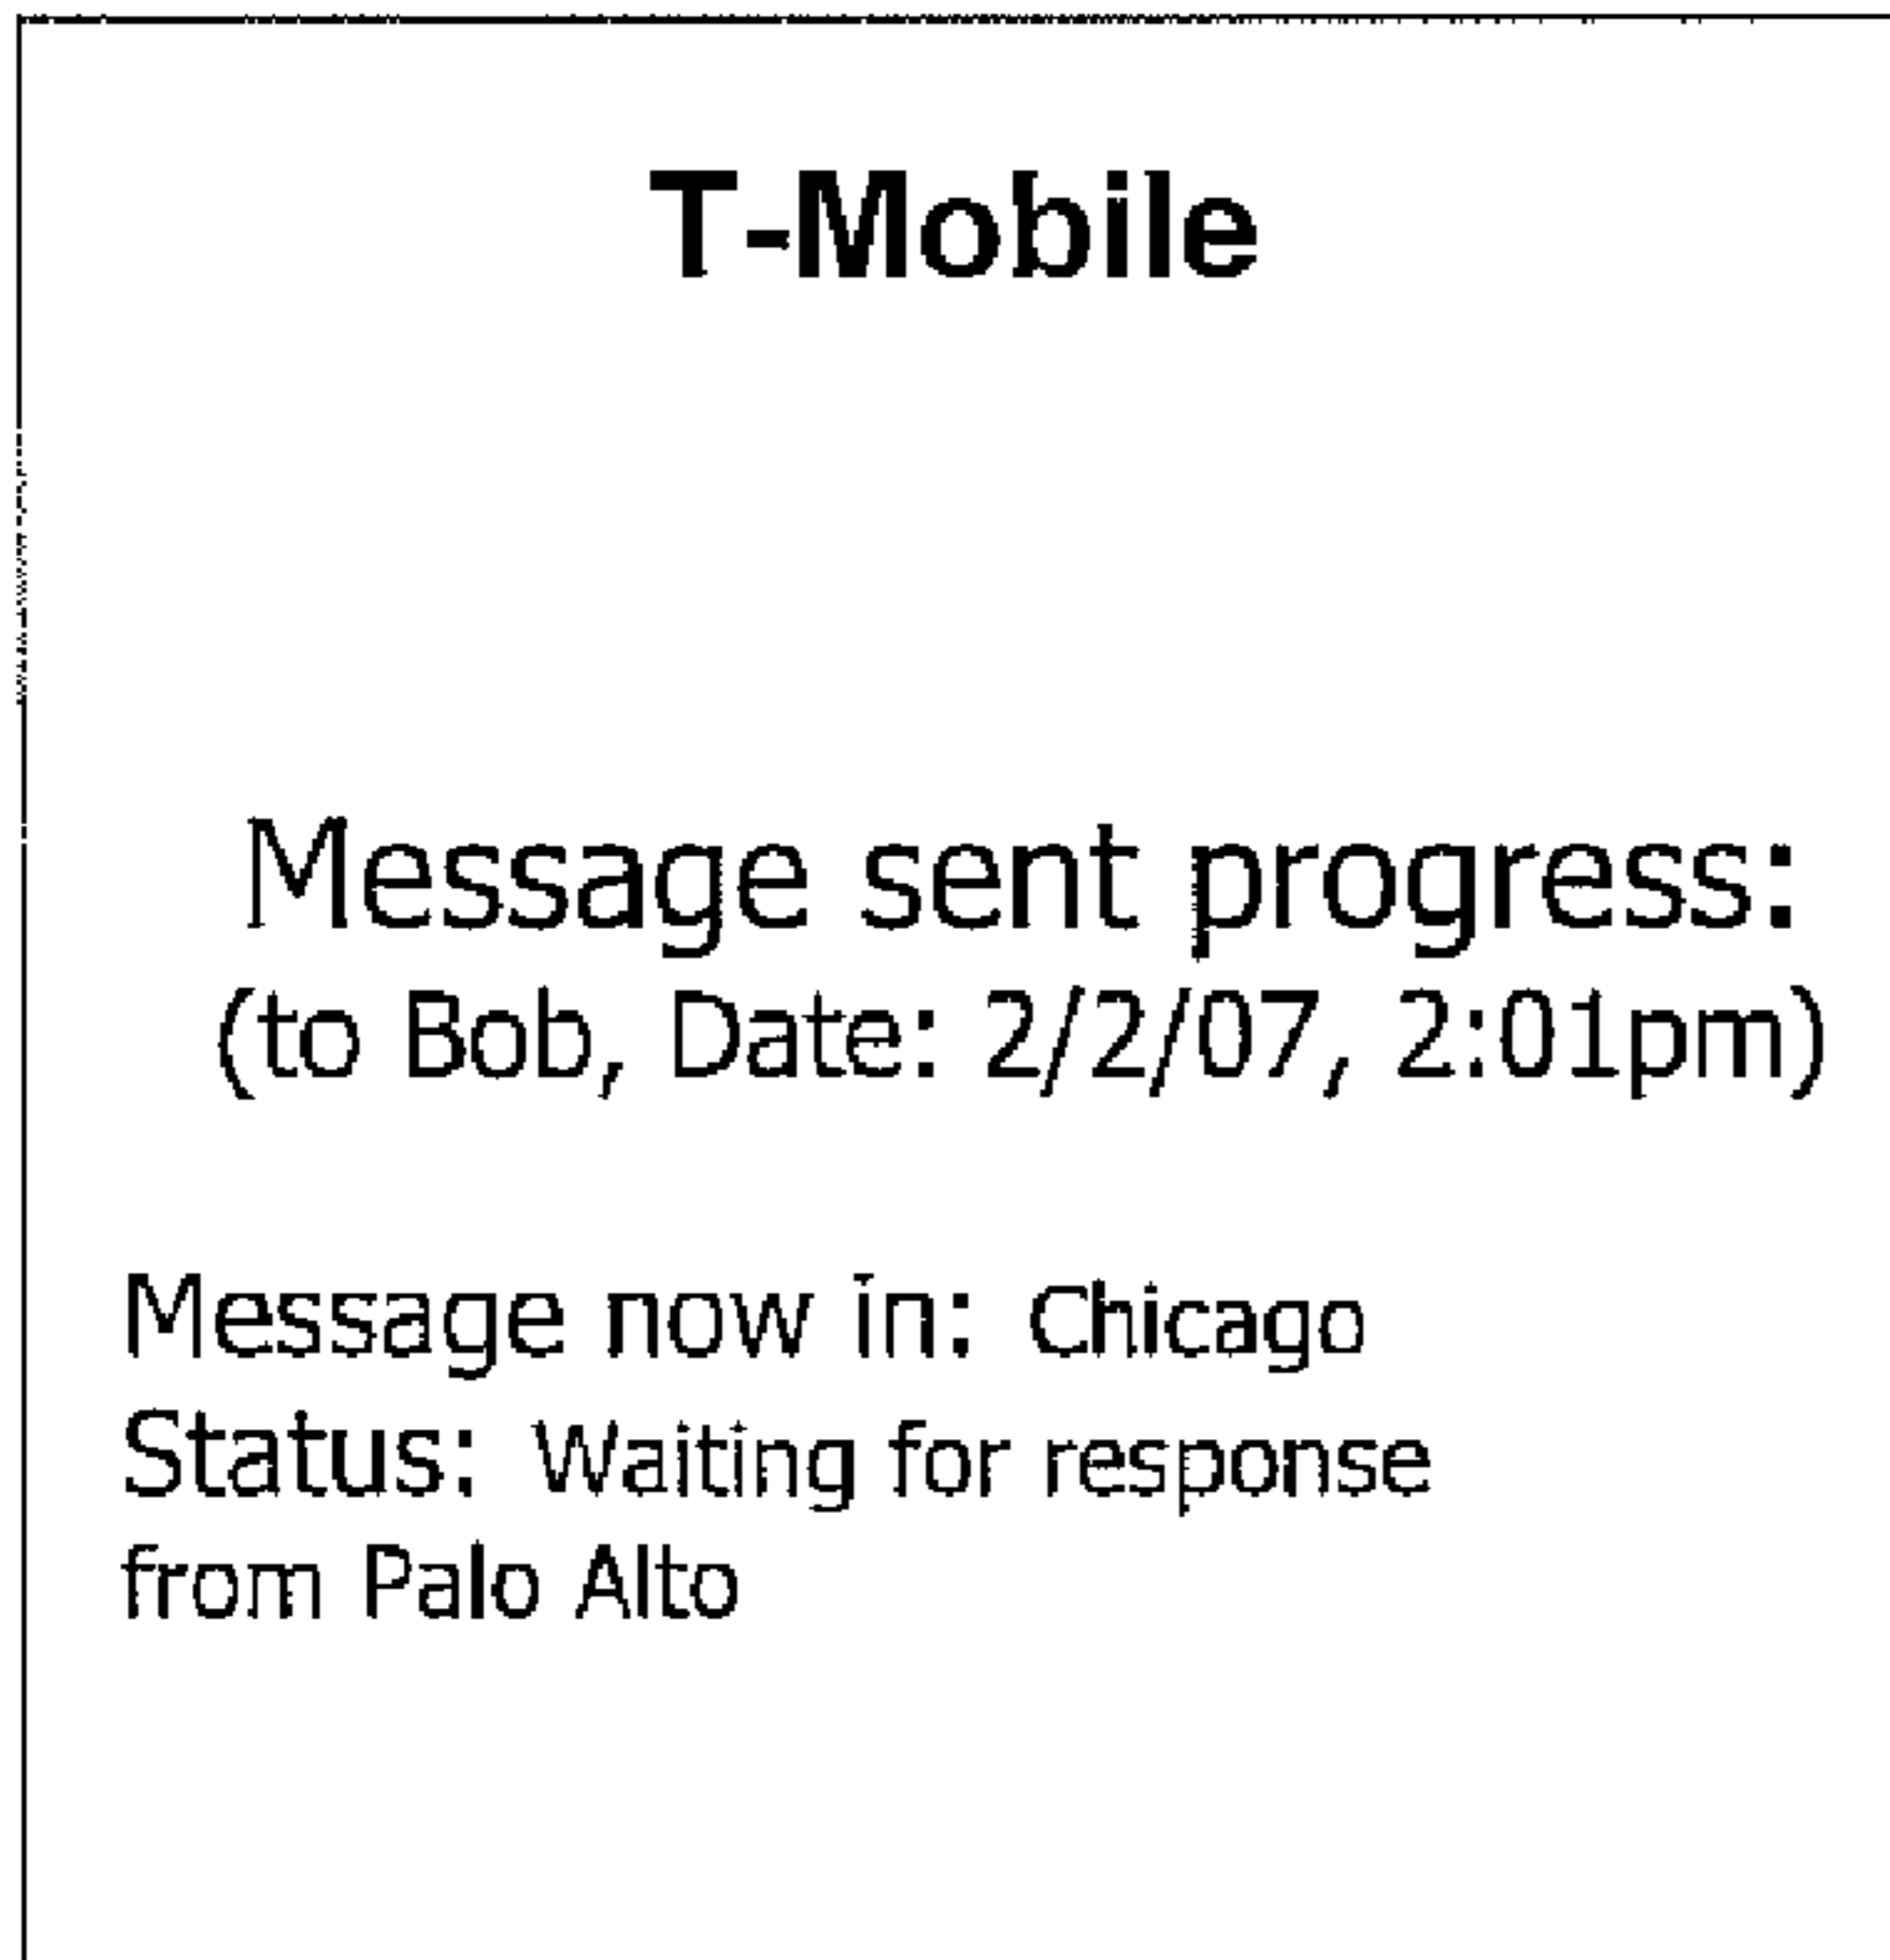 T-Mobile
Message sent progress:
(to Bob, Date: 2/2/07, 2:01pm)
Message now in: Chicago
Status: Waiting for response
from Palo Alto